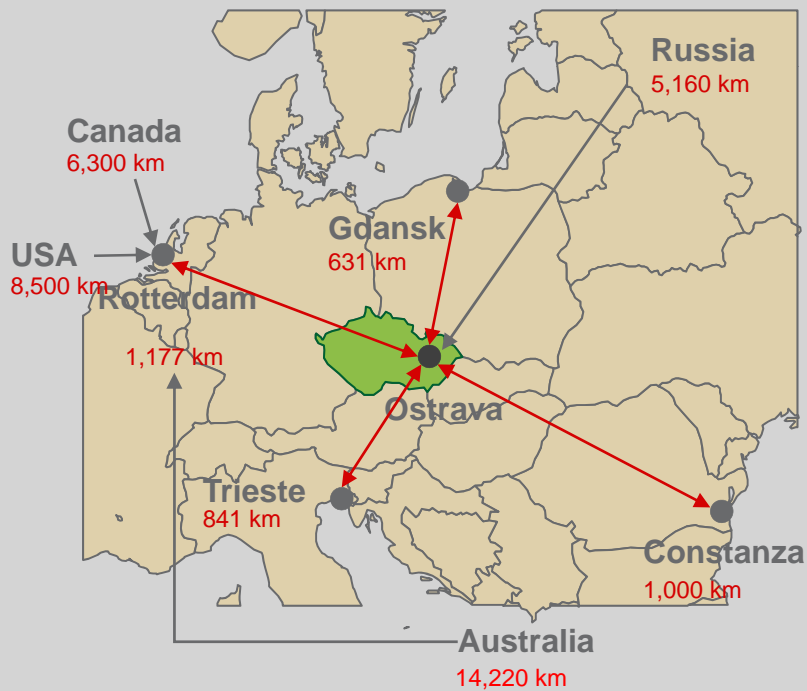 Russia
5,160 km
Canada
6,300 km
Gdansk
631 km
USA
8,500 km
Rotterdam
1,177 km
Ostrava
Trieste
841 km
Constanza
1,000 km
Australia
14,220 km